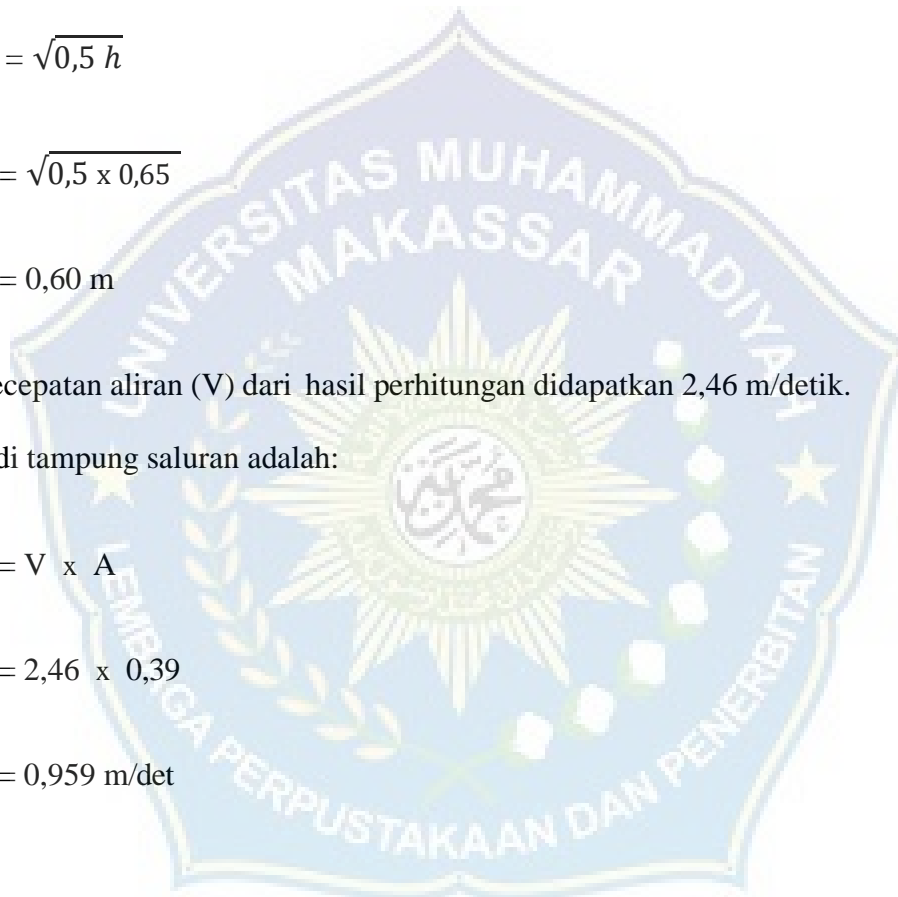 = √0,5 h
= √0,5 x 0,65
= 0,60 m
ecepatan aliran (V) dari hasil perhitungan didapatkan 2,46 m/detik.
di tampung saluran adalah:
= V x A
= 2,46 x 0,39
= 0,959 m/det
UNIVERSITAS MUHAMMADIYAH
MAKASSAR
محمد
LEMBAGA PERPUSTAKAAN DAN PENERBITAN